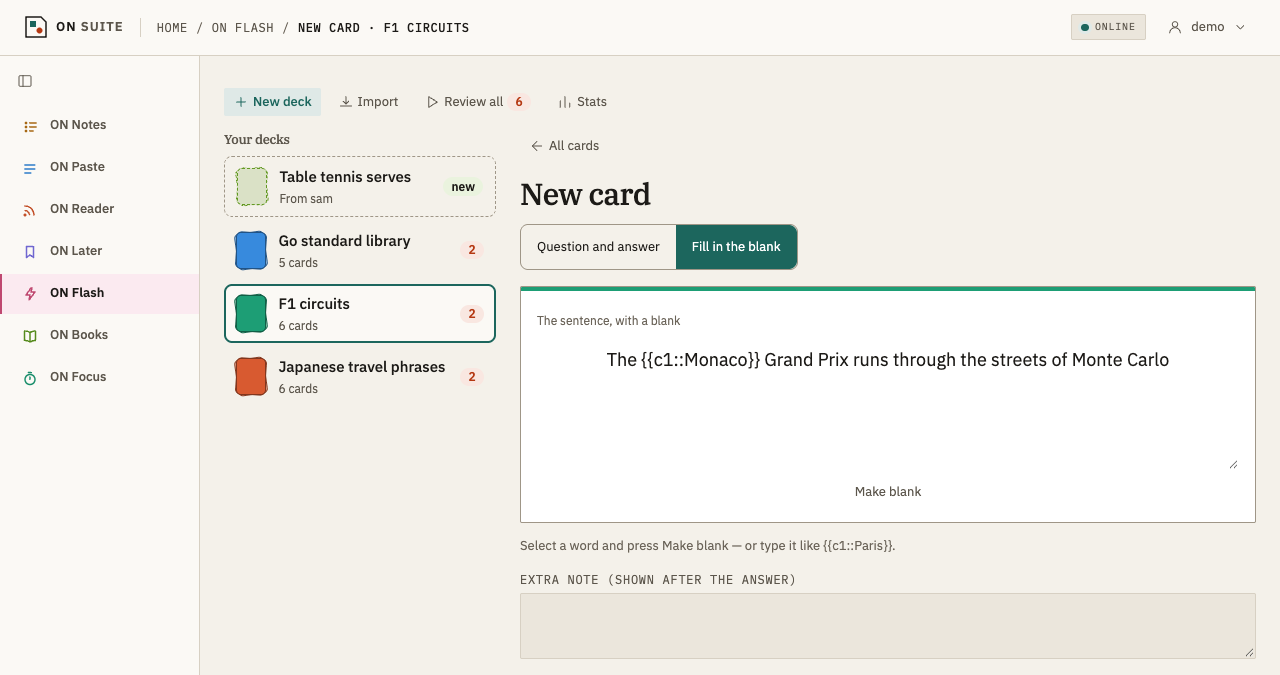 ON SUITE
HOME / ON FLASH / NEW CARD · F1 CIRCUITS
ONLINE
demo
ON Notes
ON Paste
ON Reader
ON Later
ON Flash
ON Books
ON Focus
New deck
Import
Review all 6
Stats
Your decks
Table tennis serves
From sam
new
Go standard library
5 cards
2
F1 circuits
6 cards
2
Japanese travel phrases
6 cards
2
All cards
New card
Question and answer
Fill in the blank
The sentence, with a blank
The {{c1::Monaco}} Grand Prix runs through the streets of Monte Carlo
Make blank
Select a word and press Make blank — or type it like {{c1::Paris}}.
EXTRA NOTE (SHOWN AFTER THE ANSWER)